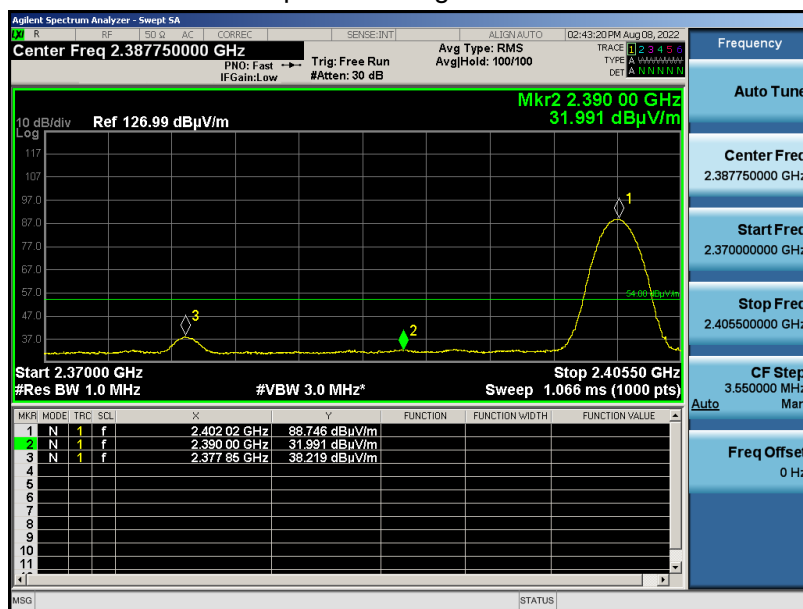 Agilent Spectrum Analyzer - Swept SA
LXI R RF 50 Ω AC CORREC SENSE:INT ALIGN AUTO 02:43:20 PM Aug 08, 2022
Center Freq 2.387750000 GHz Avg Type: RMS TRACE 1 2 3 4 5 6
PNO: Fast Trig: Free Run Avg|Hold: 100/100 TYPE A WWWWW
IFGain:Low #Atten: 30 dB DET A N N N N N
Mkr2 2.390 00 GHz
10 dB/div Ref 126.99 dBµV/m 31.991 dBµV/m
Log
117
107
97.0
87.0
77.0
67.0
57.0
47.0
37.0
1
54.00 dBµV/m
3
2
Start 2.37000 GHz Stop 2.40550 GHz
#Res BW 1.0 MHz #VBW 3.0 MHz* Sweep 1.066 ms (1000 pts)
MKR MODE TRC SCL X Y FUNCTION FUNCTION WIDTH FUNCTION VALUE
1 N 1 f 2.402 02 GHz 88.746 dBµV/m
2 N 1 f 2.390 00 GHz 31.991 dBµV/m
3 N 1 f 2.377 85 GHz 38.219 dBµV/m
4
5
6
7
8
9
10
11
MSG STATUS
Frequency
Auto Tune
Center Freq
2.387750000 GHz
Start Freq
2.370000000 GHz
Stop Freq
2.405500000 GHz
CF Step
3.550000 MHz
Auto Man
Freq Offset
0 Hz